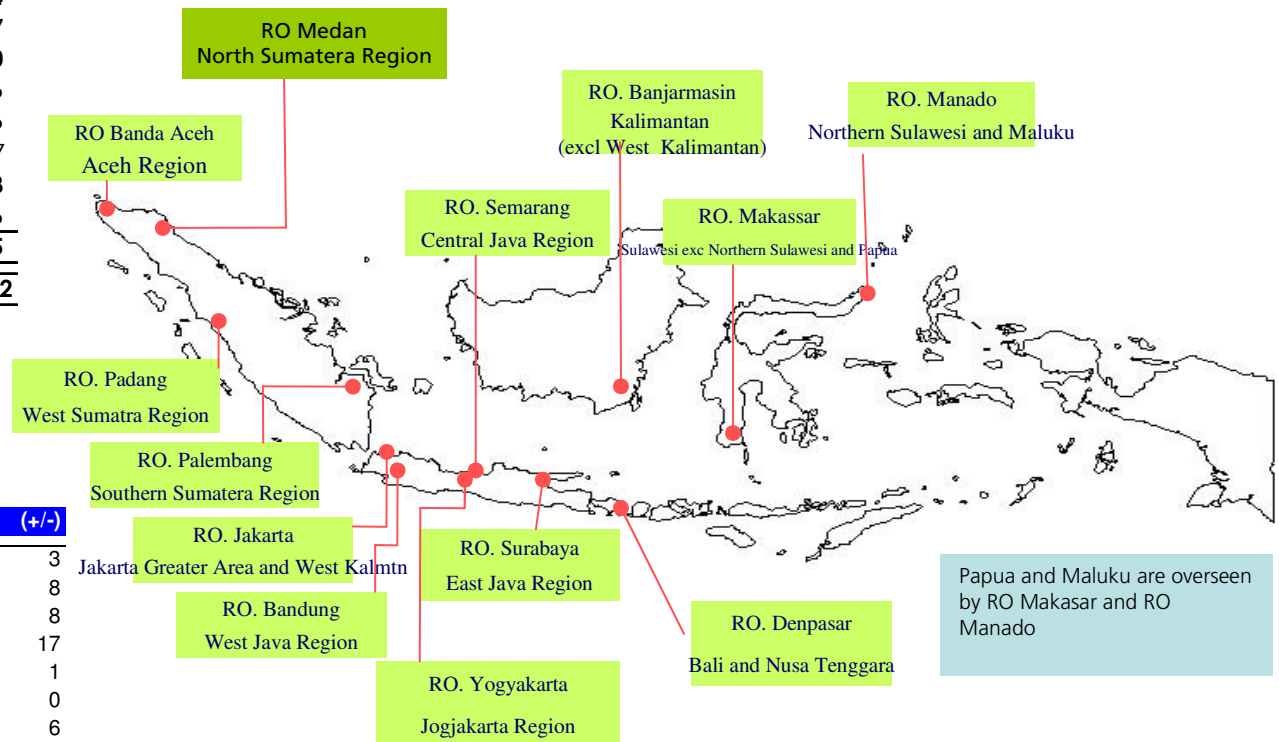 RO Medan
North Sumatera Region
RO Banda Aceh
Aceh Region
RO. Banjarmasin
Kalimantan
(excl West Kalimantan)
RO. Manado
Northern Sulawesi and Maluku
RO. Semarang
Central Java Region
RO. Makassar
Sulawesi exc Northern Sulawesi and Papua
2
RO. Padang
West Sumatra Region
RO. Palembang
Southern Sumatera Region
RO. Jakarta
Jakarta Greater Area and West Kalmtn
RO. Bandung
West Java Region
RO. Surabaya
East Java Region
RO. Yogyakarta
Jogjakarta Region
RO. Denpasar
Bali and Nusa Tenggara
Papua and Maluku are overseen
by RO Makasar and RO
Manado
(+/-)
3
8
8
17
1
0
6